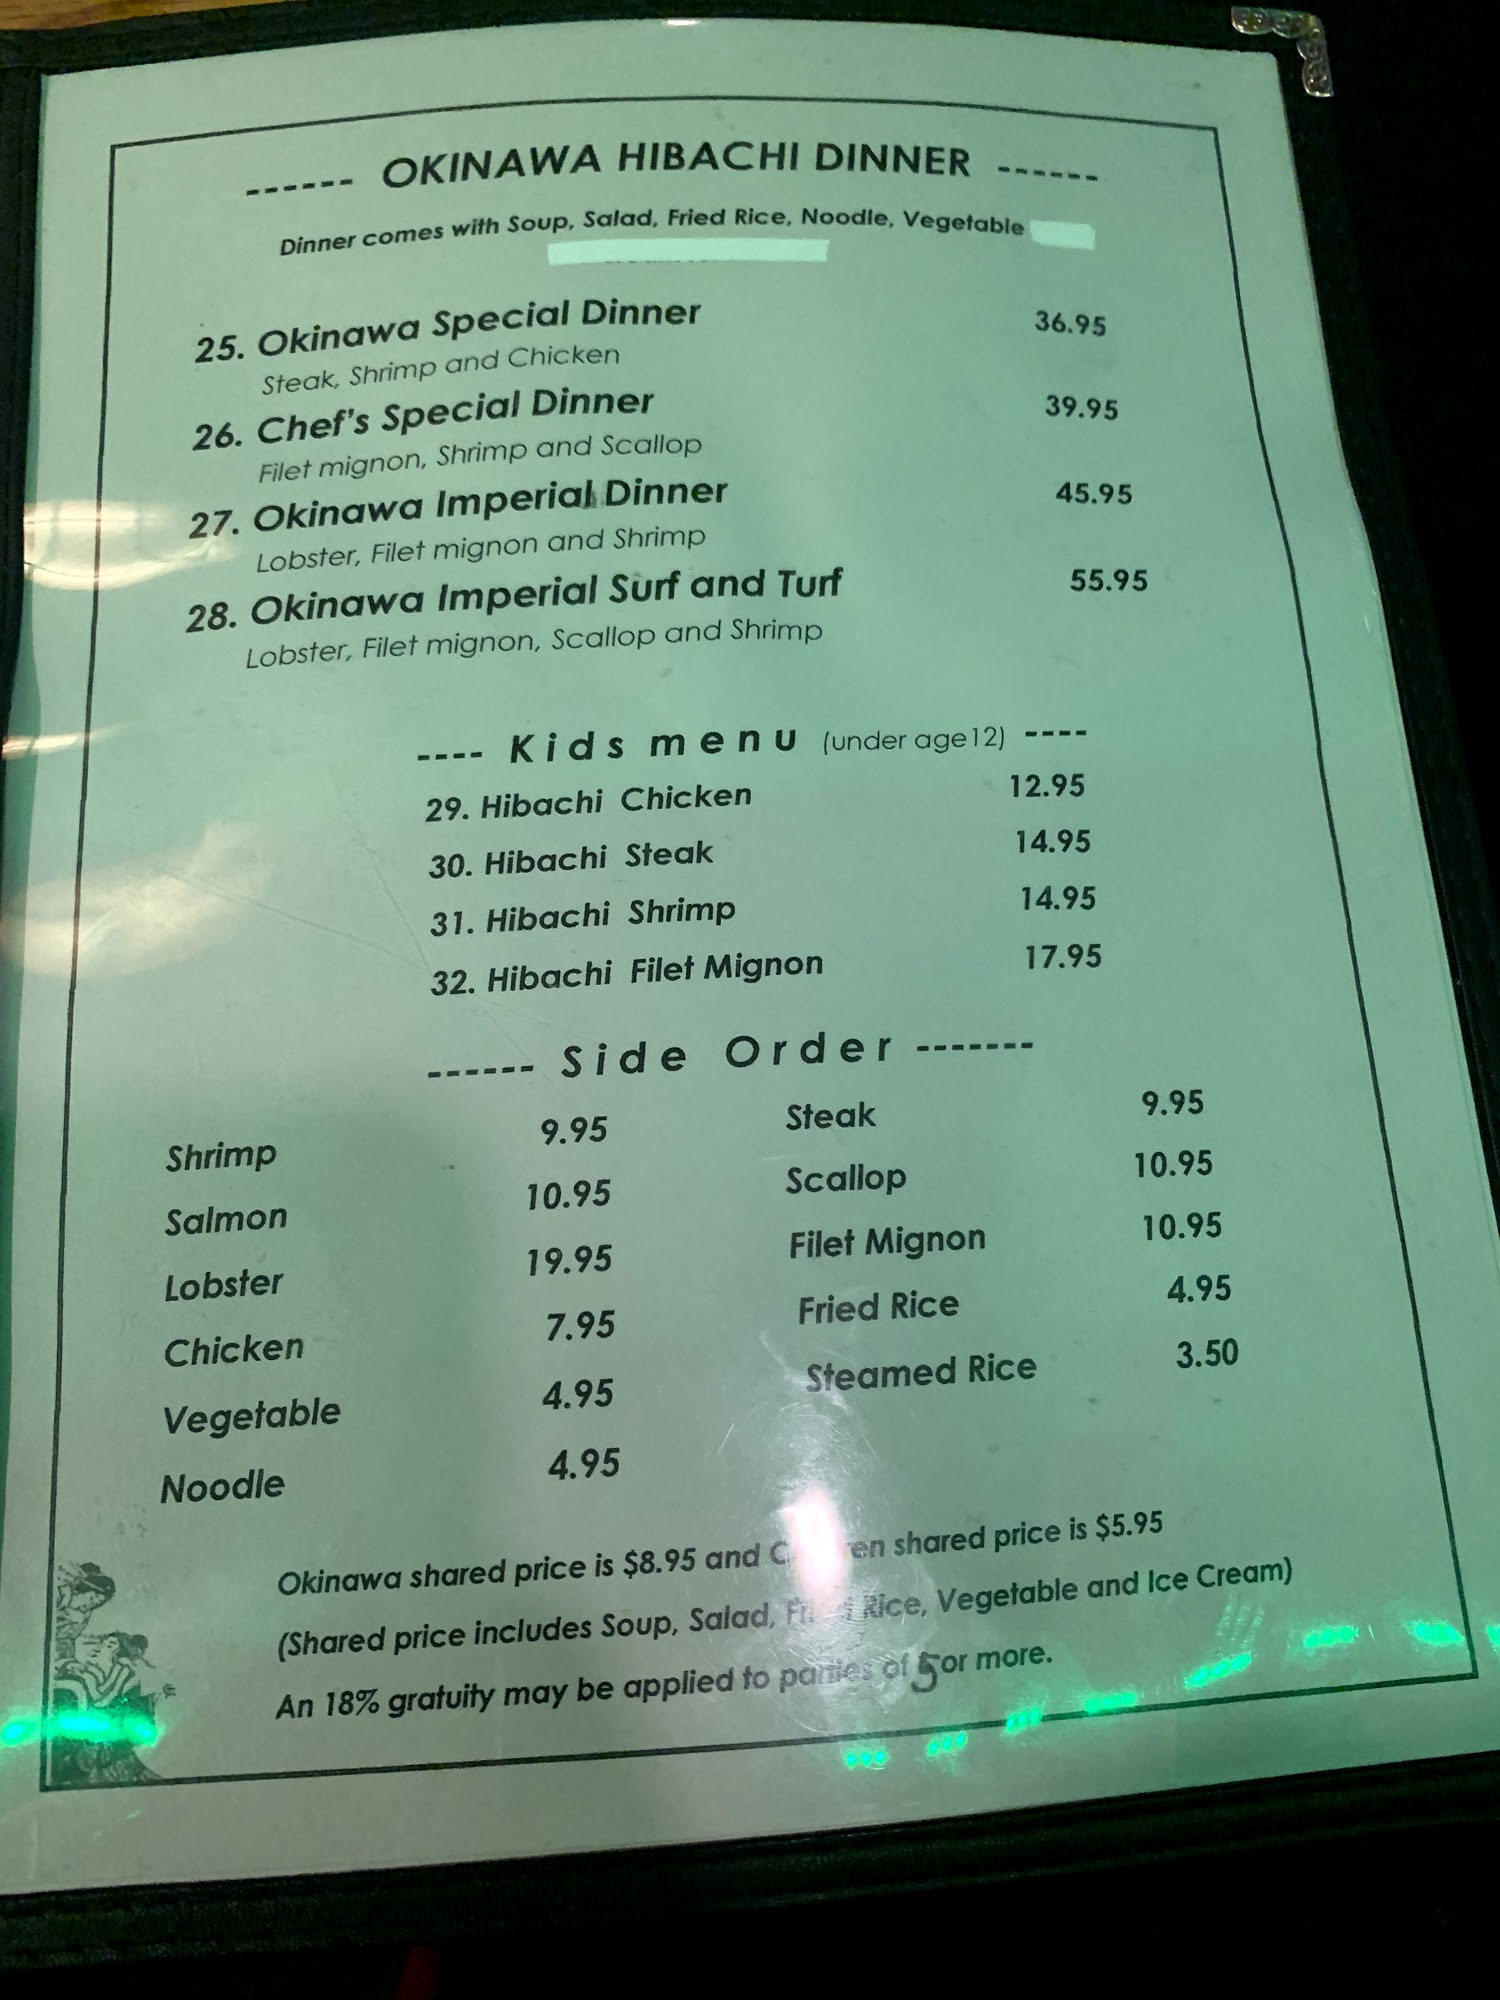 ------ OKINAWA HIBACHI DINNER ------
Dinner comes with Soup, Salad, Fried Rice, Noodle, Vegetable
25. Okinawa Special Dinner 36.95
Steak, Shrimp and Chicken
26. Chef's Special Dinner 39.95
Filet mignon, Shrimp and Scallop
27. Okinawa Imperial Dinner 45.95
Lobster, Filet mignon and Shrimp
28. Okinawa Imperial Surf and Turf 55.95
Lobster, Filet mignon, Scallop and Shrimp
---- Kids menu (under age12) ----
29. Hibachi Chicken 12.95
30. Hibachi Steak 14.95
31. Hibachi Shrimp 14.95
32. Hibachi Filet Mignon 17.95
------ Side Order -------
Shrimp 9.95 Steak 9.95
Salmon 10.95 Scallop 10.95
Lobster 19.95 Filet Mignon 10.95
Chicken 7.95 Fried Rice 4.95
Vegetable 4.95 Steamed Rice 3.50
Noodle 4.95
Okinawa shared price is $8.95 and shared price is $5.95
(Shared price includes Soup, Salad, Fried Rice, Vegetable and Ice Cream)
An 18% gratuity may be applied to parties of 5 or more.